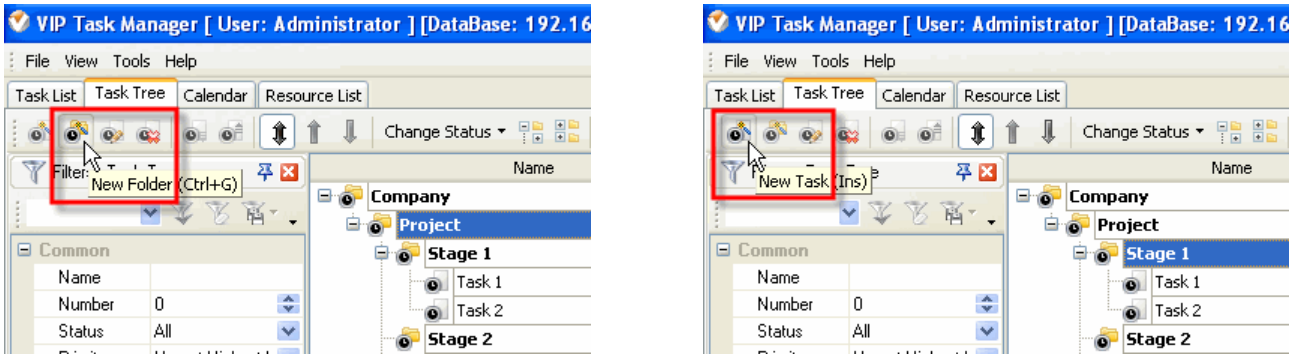 VIP Task Manager [ User: Administrator ] [DataBase: 192.16
File View Tools Help
Task List Task Tree Calendar Resource List
Change Status
New Folder (Ctrl+G)
Name
Company
Project
Common
Stage 1
Name
Task 1
Number 0
Task 2
Status All
Stage 2
VIP Task Manager [ User: Administrator ] [DataBase: 192.16
File View Tools Help
Task List Task Tree Calendar Resource List
Change Status
New Task (Ins)
Name
Company
Project
Common
Stage 1
Name
Task 1
Number 0
Task 2
Status All
Stage 2